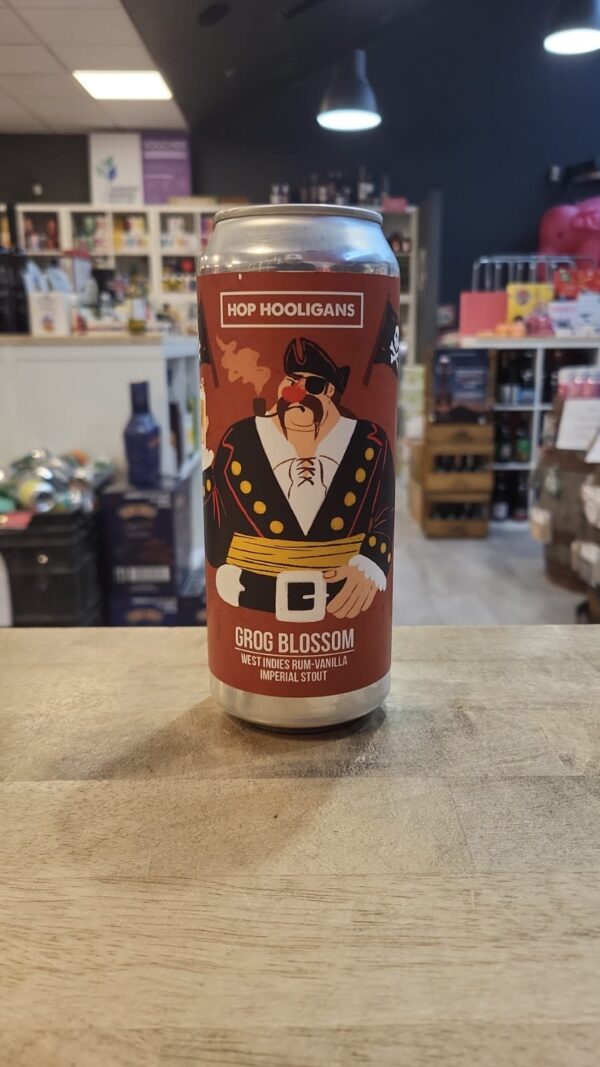 HOP HOOLIGANS
GROG BLOSSOM
WEST INDIES RUM-VANILLA
IMPERIAL STOUT